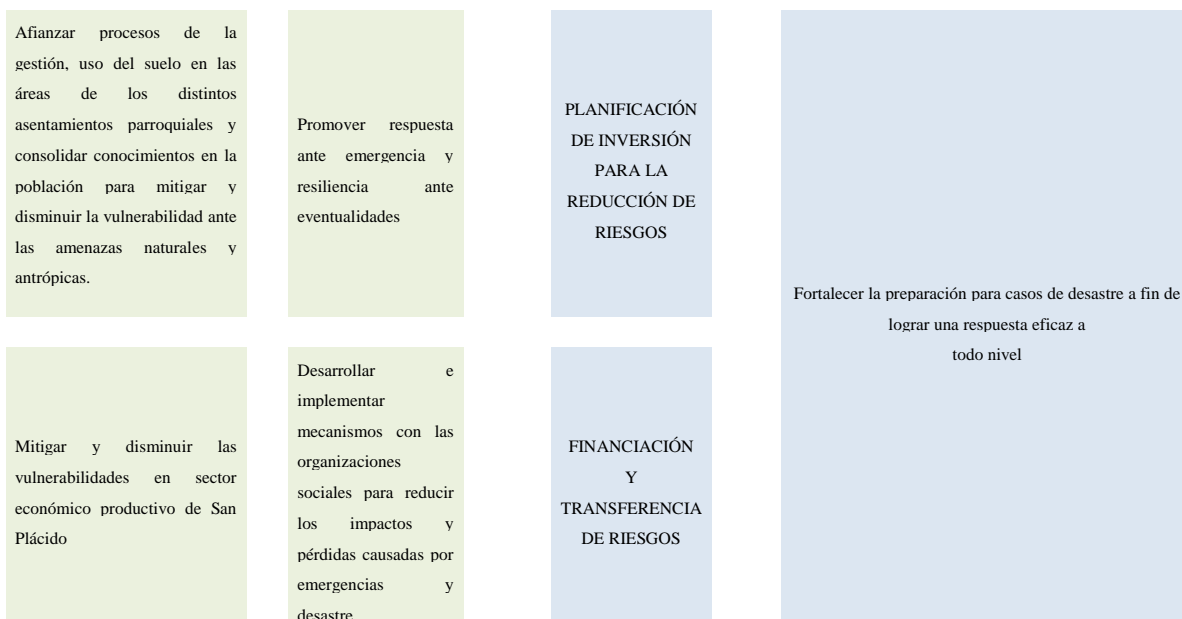 Afianzar procesos de la
gestión, uso del suelo en las
áreas de los distintos
asentamientos parroquiales y
consolidar conocimientos en la
población para mitigar y
disminuir la vulnerabilidad ante
las amenazas naturales y
antrópicas.
Promover respuesta
ante emergencia y
resiliencia ante
eventualidades
PLANIFICACIÓN
DE INVERSIÓN
PARA LA
REDUCCIÓN DE
RIESGOS
Fortalecer la preparación para casos de desastre a fin de
lograr una respuesta eficaz a
todo nivel
Mitigar y disminuir las
vulnerabilidades en sector
económico productivo de San
Plácido
Desarrollar e
implementar
mecanismos con las
organizaciones
sociales para reducir
los impactos y
pérdidas causadas por
emergencias y
desastre
FINANCIACIÓN
Y
TRANSFERENCIA
DE RIESGOS